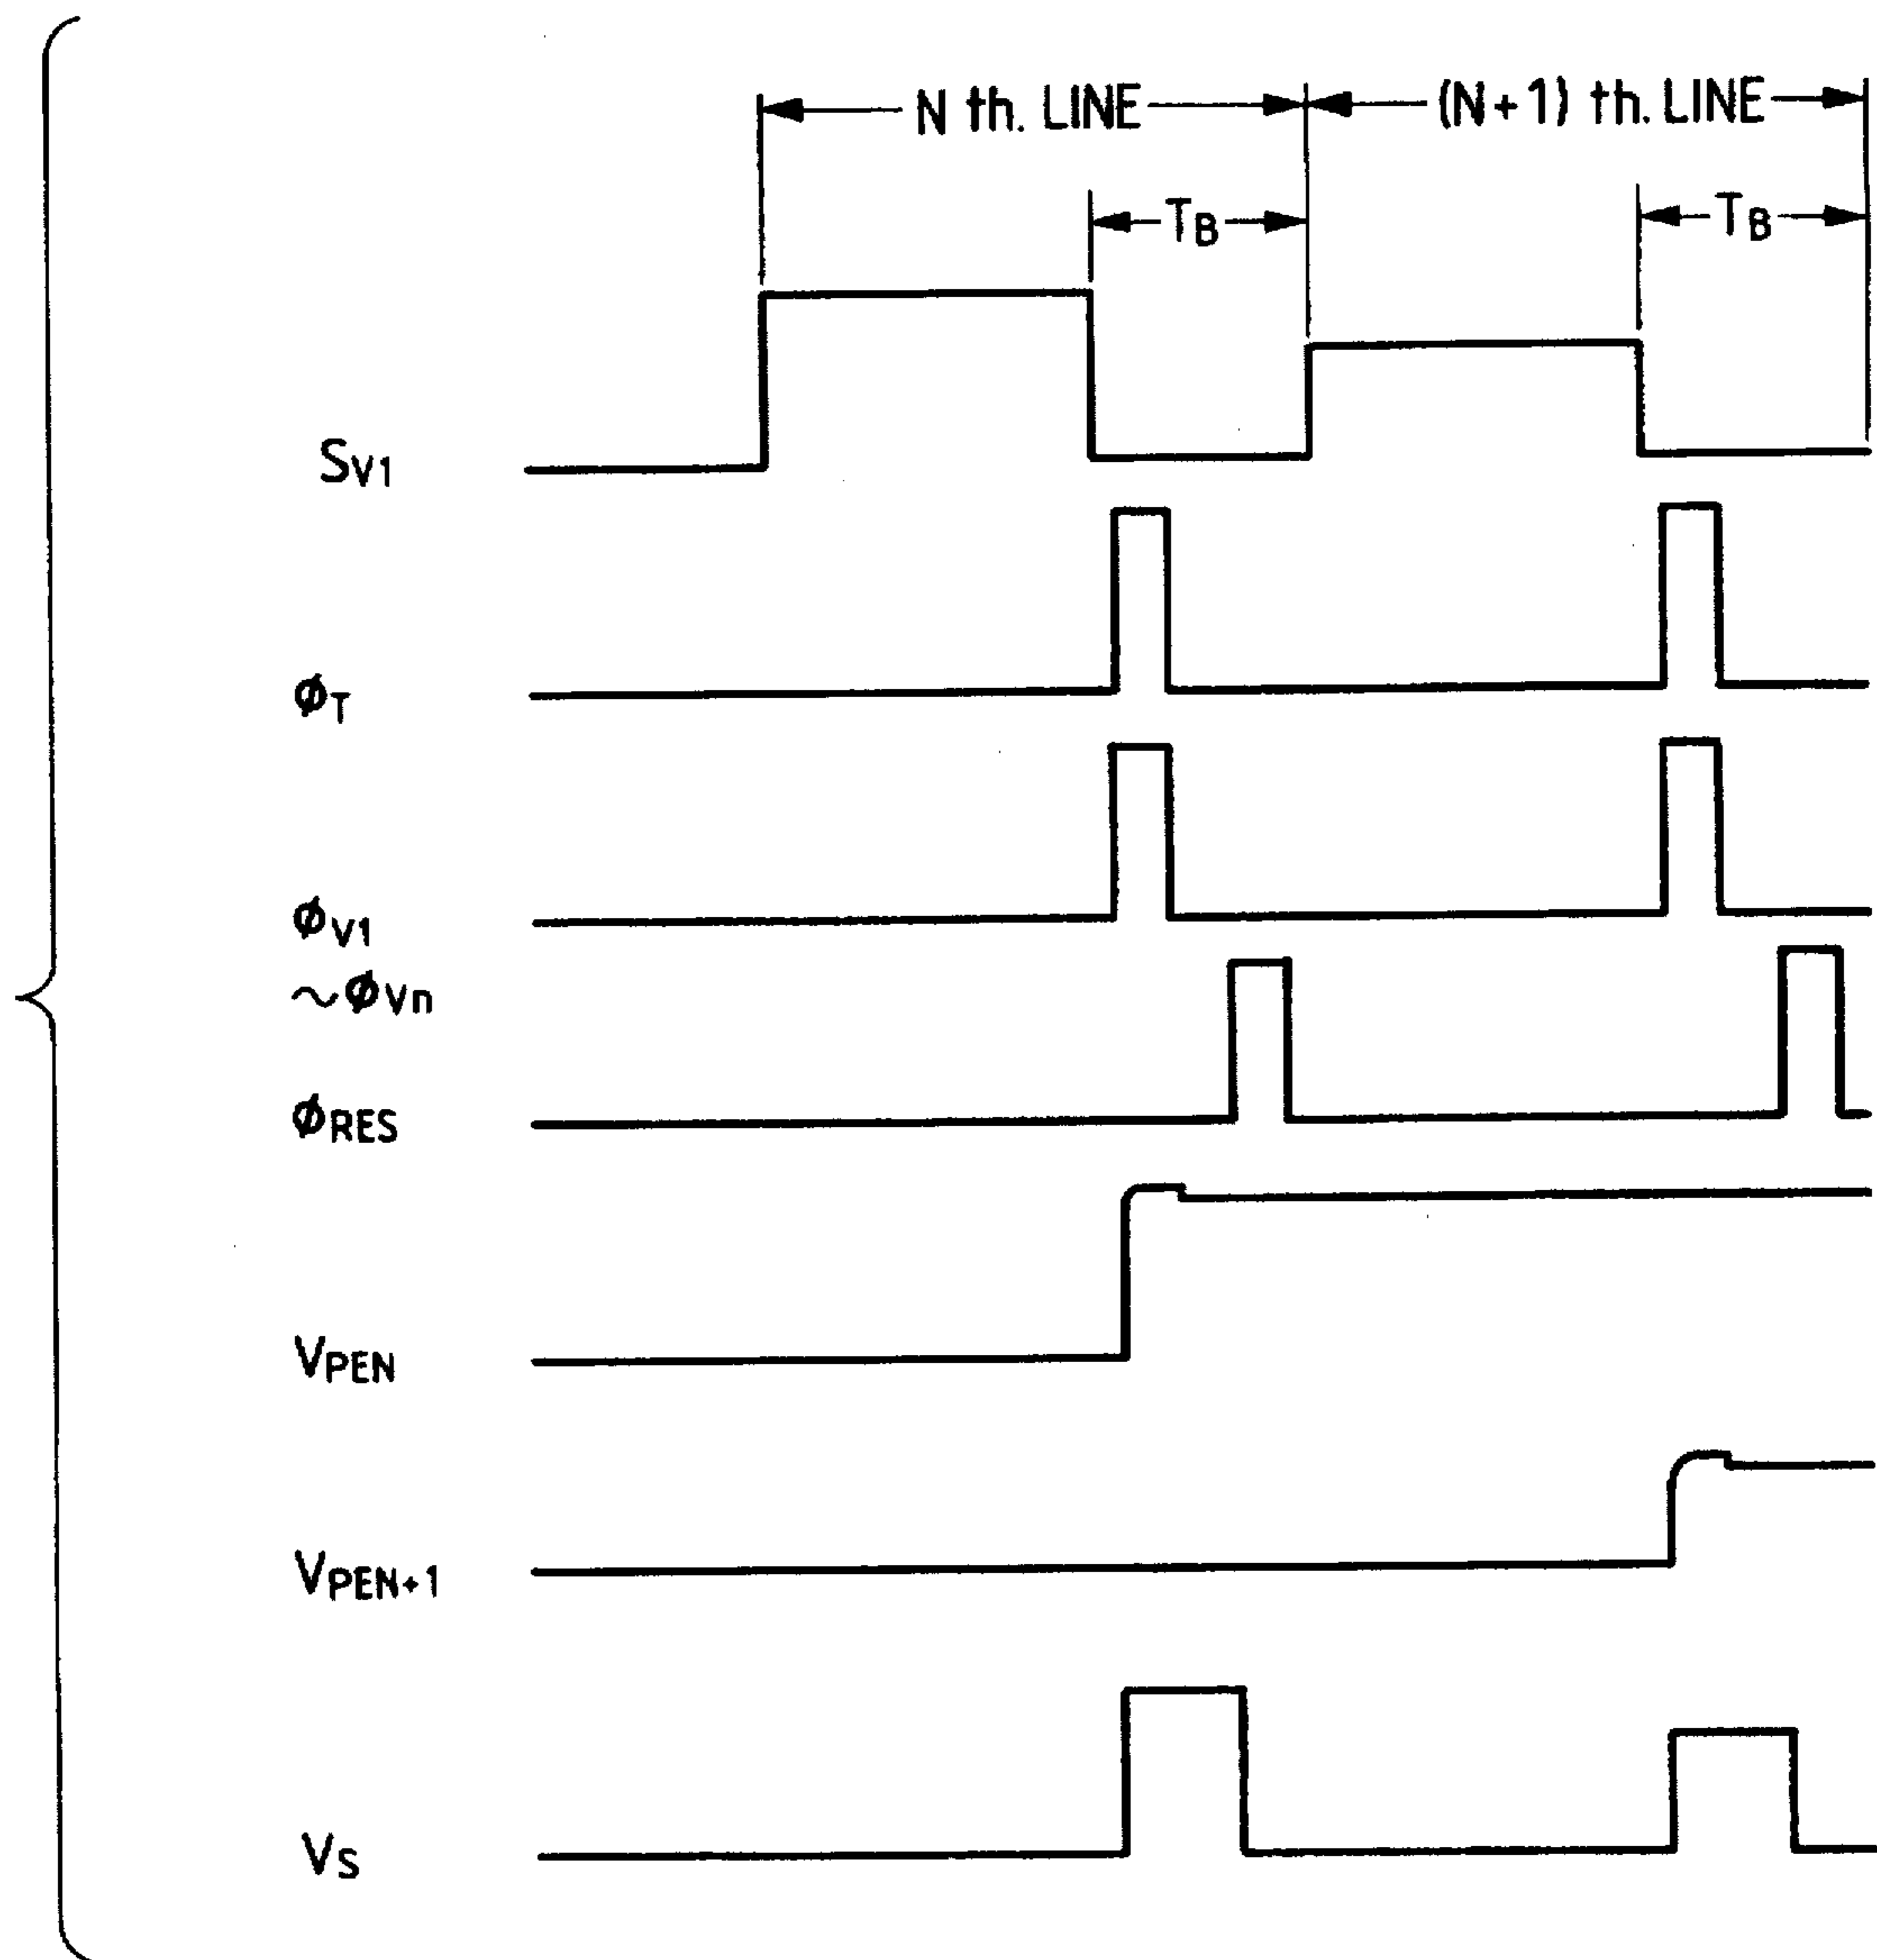 N th. LINE (N+1) th. LINE
TB TB
SV1
ϕT
ϕV1
~ϕVn
ϕRES
VPEN
VPEN+1
VS